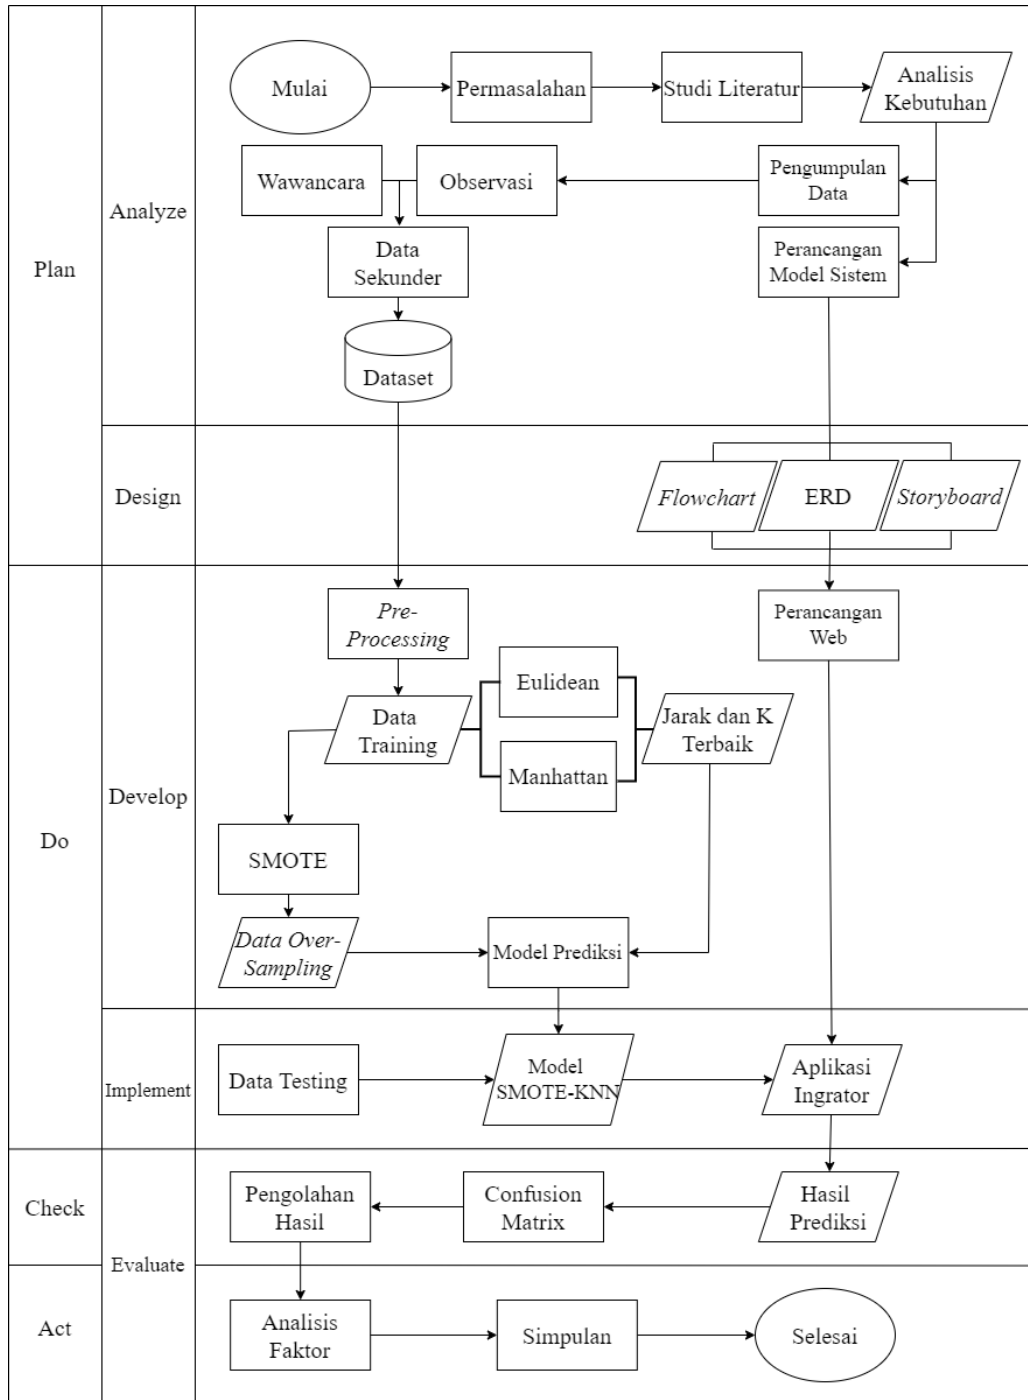 Plan
Analyze
Mulai
Permasalahan
Studi Literatur
Analisis
Kebutuhan
Wawancara
Observasi
Pengumpulan
Data
Data
Sekunder
Perancangan
Model Sistem
Dataset
Design
Flowchart
ERD
Storyboard
Do
Develop
Pre-
Processing
Perancangan
Web
Data
Training
Eulidean
Manhattan
Jarak dan K
Terbaik
SMOTE
Data Over-
Sampling
Model Prediksi
Implement
Data Testing
Model
SMOTE-KNN
Aplikasi
Ingrator
Check
Evaluate
Pengolahan
Hasil
Confusion
Matrix
Hasil
Prediksi
Act
Analisis
Faktor
Simpulan
Selesai